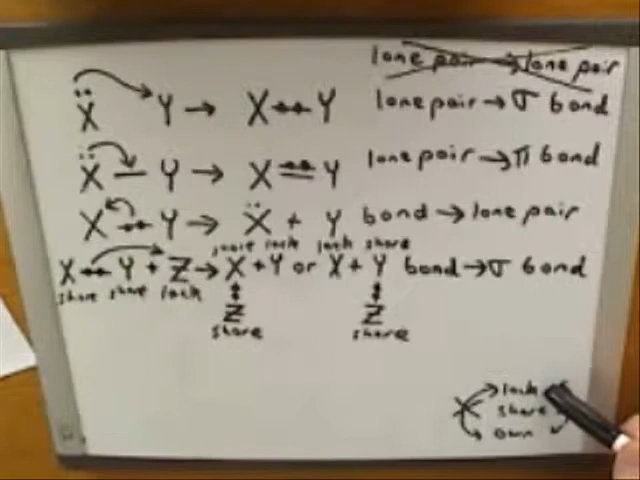 lone pair → lone pair
Ẍ Y → X •• Y lone pair → σ bond
Ẍ — Y → X = Y lone pair → π bond
X •• Y → Ẍ + Y bond → lone pair
share lack lack share
X •• Y + Z → X + Y or X + Y bond → σ bond
share share lack
Z Z
share share
lack
X share
own